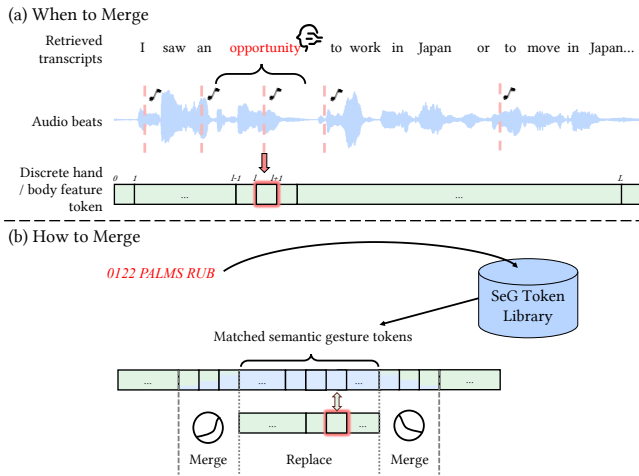 (a) When to Merge
Retrieved transcripts
I saw an opportunity to work in Japan or to move in Japan...
Audio beats
Discrete hand / body feature token
0 1 l-1 l l+1 L
... ...
(b) How to Merge
0122 PALMS RUB
SeG Token Library
Matched semantic gesture tokens
... ... ... ...
... ...
Merge Replace Merge